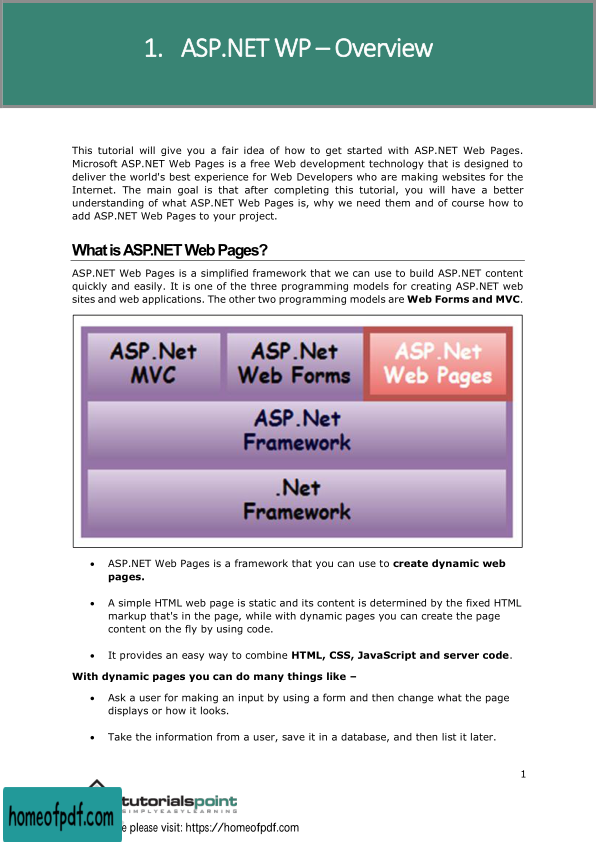 1. ASP.NET WP – Overview
This tutorial will give you a fair idea of how to get started with ASP.NET Web Pages.
Microsoft ASP.NET Web Pages is a free Web development technology that is designed to
deliver the world's best experience for Web Developers who are making websites for the
Internet. The main goal is that after completing this tutorial, you will have a better
understanding of what ASP.NET Web Pages is, why we need them and of course how to
add ASP.NET Web Pages to your project.
What is ASP.NET Web Pages?
ASP.NET Web Pages is a simplified framework that we can use to build ASP.NET content
quickly and easily. It is one of the three programming models for creating ASP.NET web
sites and web applications. The other two programming models are Web Forms and MVC.
ASP.Net
MVC
ASP.Net
Web Forms
ASP.Net
Web Pages
ASP.Net
Framework
.Net
Framework
• ASP.NET Web Pages is a framework that you can use to create dynamic web
pages.
• A simple HTML web page is static and its content is determined by the fixed HTML
markup that's in the page, while with dynamic pages you can create the page
content on the fly by using code.
• It provides an easy way to combine HTML, CSS, JavaScript and server code.
With dynamic pages you can do many things like –
• Ask a user for making an input by using a form and then change what the page
displays or how it looks.
• Take the information from a user, save it in a database, and then list it later.
1
tutorialspoint
SIMPLYEASYLEARNING
homeofpdf.com
please visit: https://homeofpdf.com